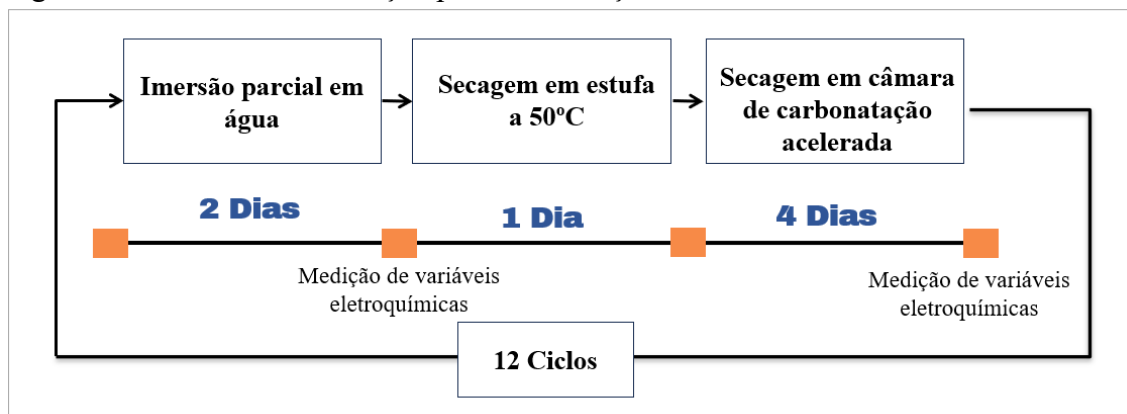 Imersão parcial em
água
Secagem em estufa
a 50ºC
Secagem em câmara
de carbonatação
acelerada
2 Dias
1 Dia
4 Dias
Medição de variáveis
eletroquímicas
Medição de variáveis
eletroquímicas
12 Ciclos